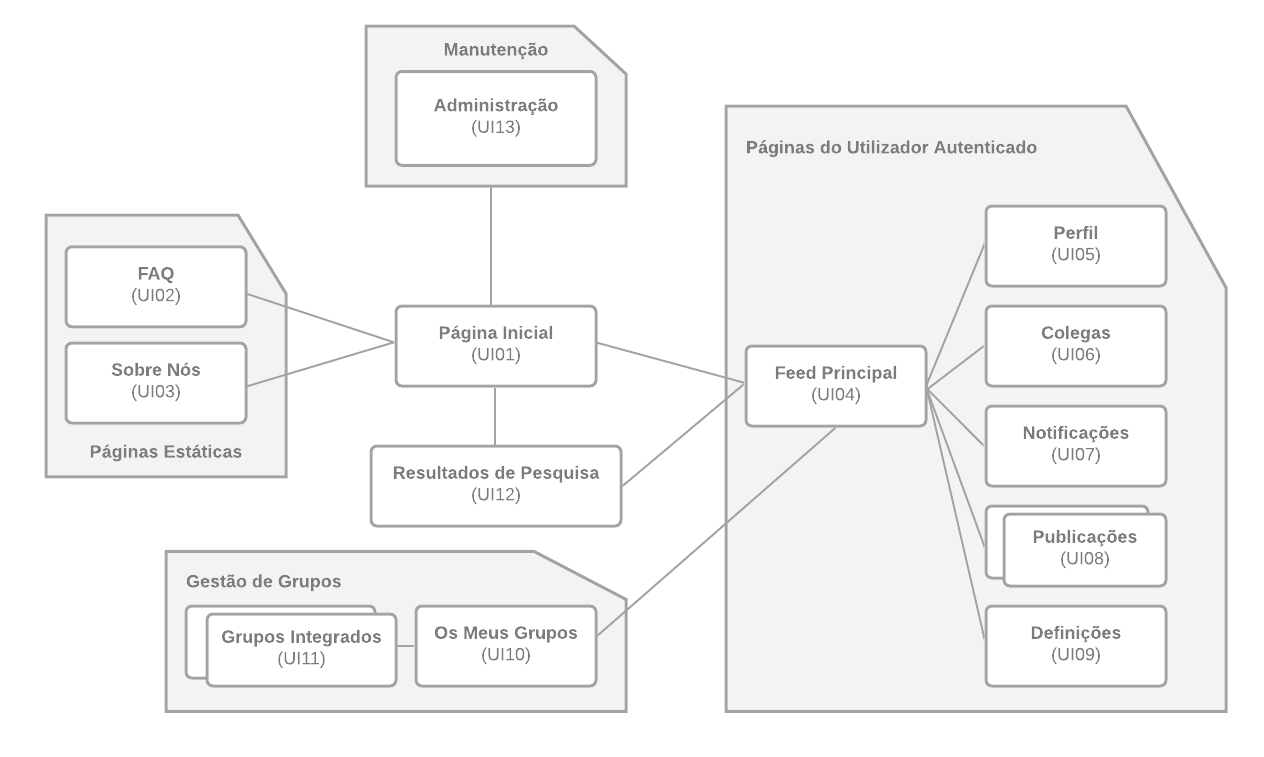 Manutenção
Administração
(UI13)
Páginas do Utilizador Autenticado
Perfil
(UI05)
FAQ
(UI02)
Página Inicial
(UI01)
Colegas
(UI06)
Sobre Nós
(UI03)
Feed Principal
(UI04)
Páginas Estáticas
Notificações
(UI07)
Resultados de Pesquisa
(UI12)
Publicações
(UI08)
Gestão de Grupos
Grupos Integrados
(UI11)
Os Meus Grupos
(UI10)
Definições
(UI09)